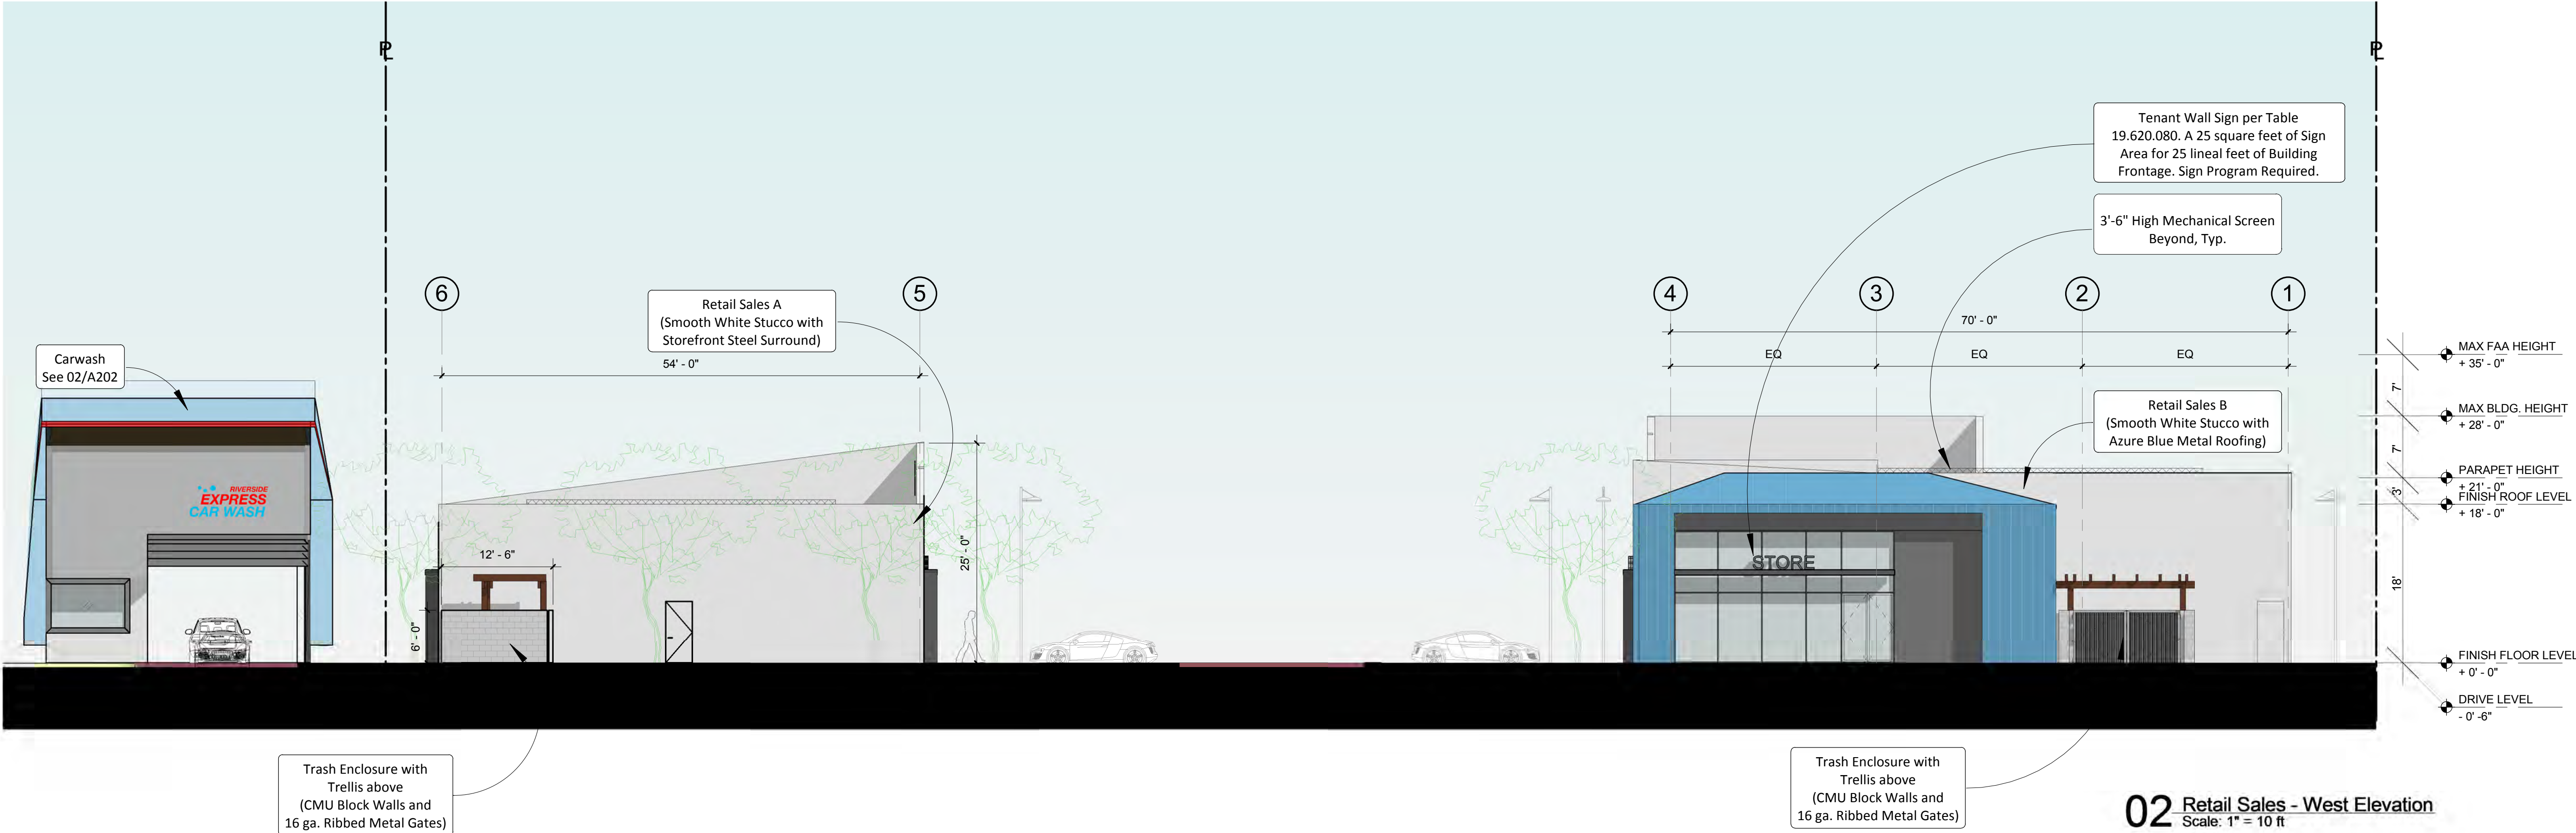 PL
PL
Tenant Wall Sign per Table
19.620.080. A 25 square feet of Sign
Area for 25 lineal feet of Building
Frontage. Sign Program Required.
3'-6" High Mechanical Screen
Beyond, Typ.
6
5
4
3
2
1
Retail Sales A
(Smooth White Stucco with
Storefront Steel Surround)
54' - 0"
70' - 0"
EQ
EQ
EQ
Carwash
See 02/A202
Retail Sales B
(Smooth White Stucco with
Azure Blue Metal Roofing)
MAX FAA HEIGHT
+ 35' - 0"
7'
MAX BLDG. HEIGHT
+ 28' - 0"
7'
PARAPET HEIGHT
+ 21' - 0"
3'
FINISH ROOF LEVEL
+ 18' - 0"
18'
FINISH FLOOR LEVEL
+ 0' - 0"
DRIVE LEVEL
- 0' -6"
RIVERSIDE
EXPRESS
CAR WASH
12' - 6"
6' - 0"
25' - 0"
STORE
Trash Enclosure with
Trellis above
(CMU Block Walls and
16 ga. Ribbed Metal Gates)
Trash Enclosure with
Trellis above
(CMU Block Walls and
16 ga. Ribbed Metal Gates)
02 Retail Sales - West Elevation
Scale: 1" = 10 ft